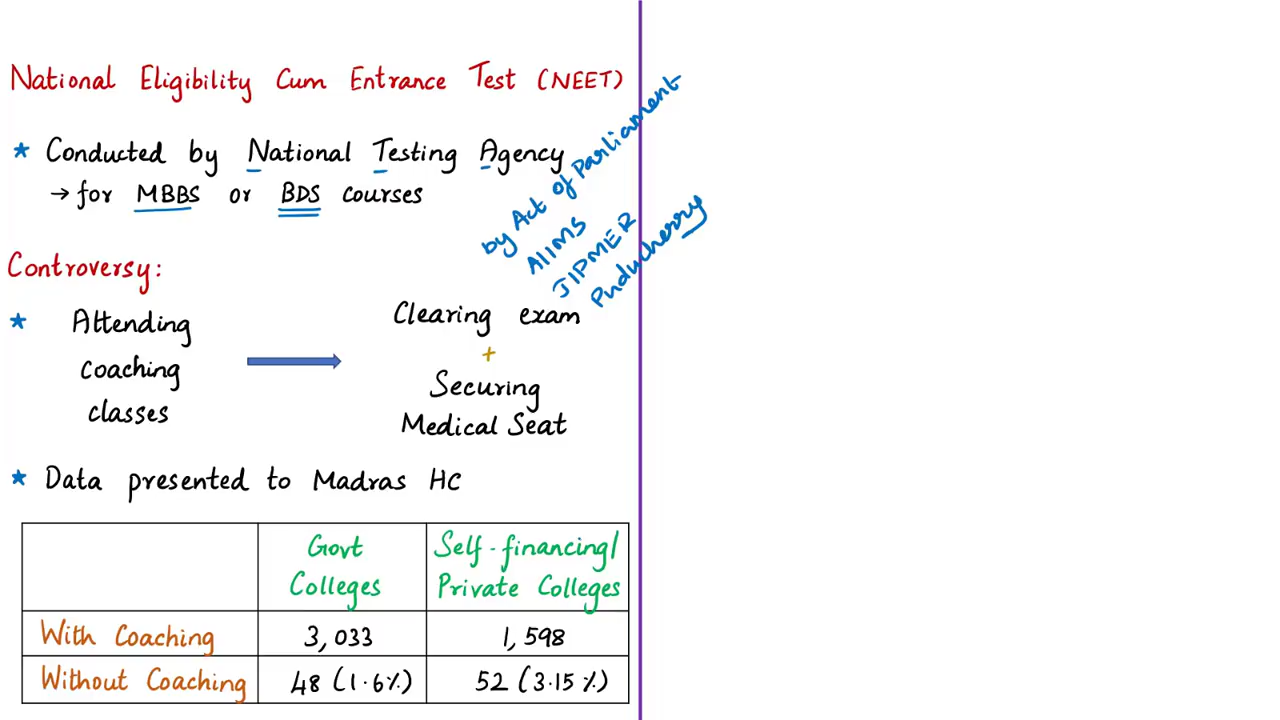 National Eligibility Cum Entrance Test (NEET)
* Conducted by National Testing Agency
→ for MBBS or BDS courses
by Act of Parliament
AIIMS
JIPMER
Puducherry
Controversy:
* Attending
coaching
classes
Clearing exam
+
Securing
Medical Seat
* Data presented to Madras HC
Govt
Colleges
Self-financing/
Private Colleges
With Coaching 3,033 1,598
Without Coaching 48 (1.6%) 52 (3.15%)